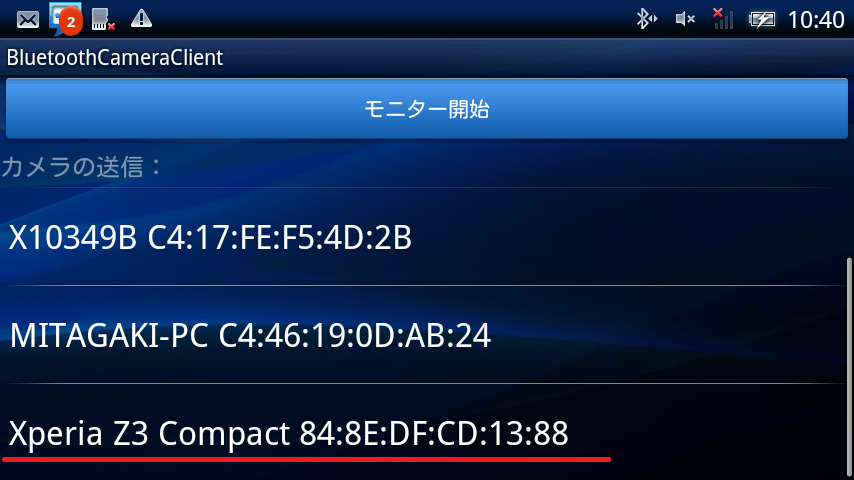 2
10:40
BluetoothCameraClient
モニター開始
カメラの送信：
X10349B C4:17:FE:F5:4D:2B
MITAGAKI-PC C4:46:19:0D:AB:24
Xperia Z3 Compact 84:8E:DF:CD:13:88